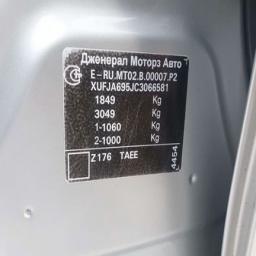 Дженерал Моторз Авто
E-RU.MT02.B.00007.P2
XUFJA695JC3066581
1849 Kg
3049 Kg
1-1060 Kg
2-1000 Kg
Z176 TAEE
4454